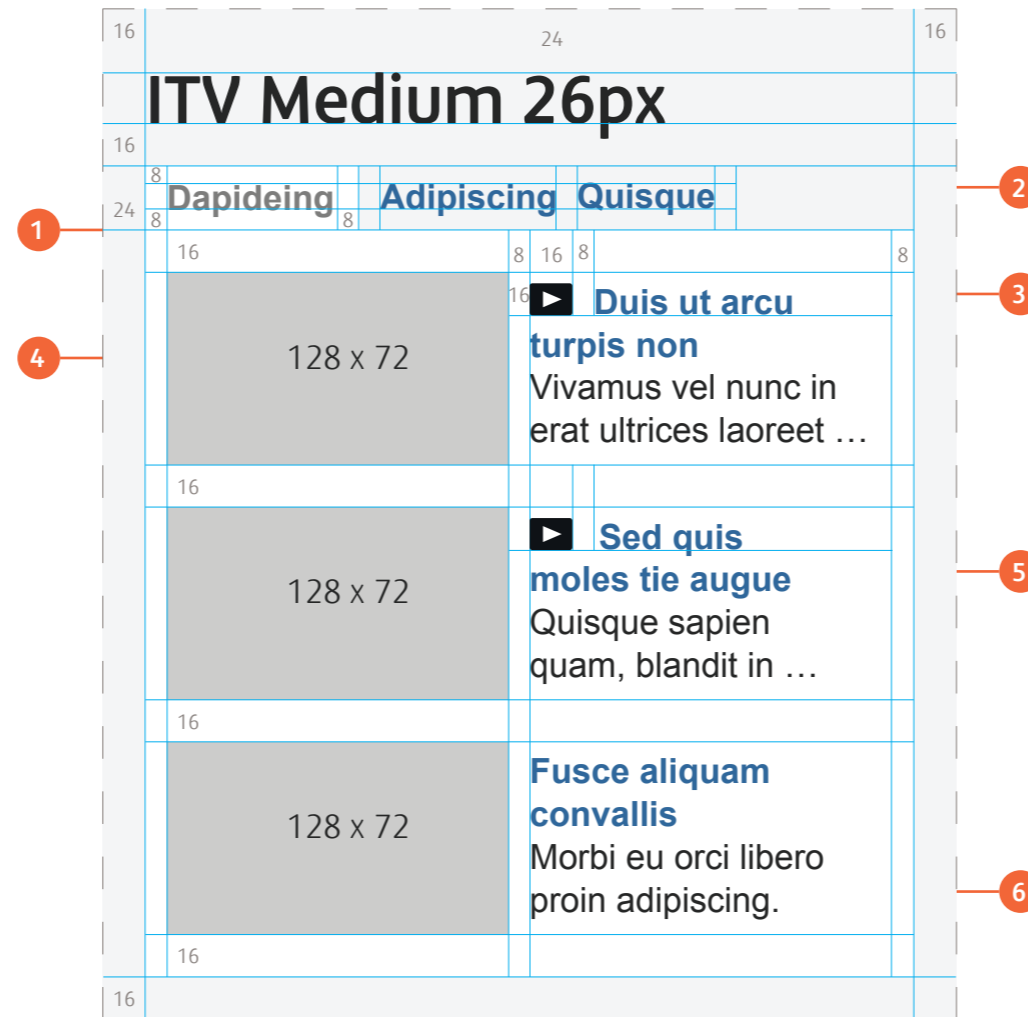 16 24 16
ITV Medium 26px
16
8
Dapideing Adipiscing Quisque
2
24
8 8
1
16 8 16 8 8
16 Duis ut arcu
3
turpis non
4
128 x 72
Vivamus vel nunc in
erat ultrices laoreet …
16
Sed quis
5
moles tie augue
128 x 72
Quisque sapien
quam, blandit in …
16
Fusce aliquam
convallis
128 x 72
Morbi eu orci libero
6
proin adipiscing.
16
16